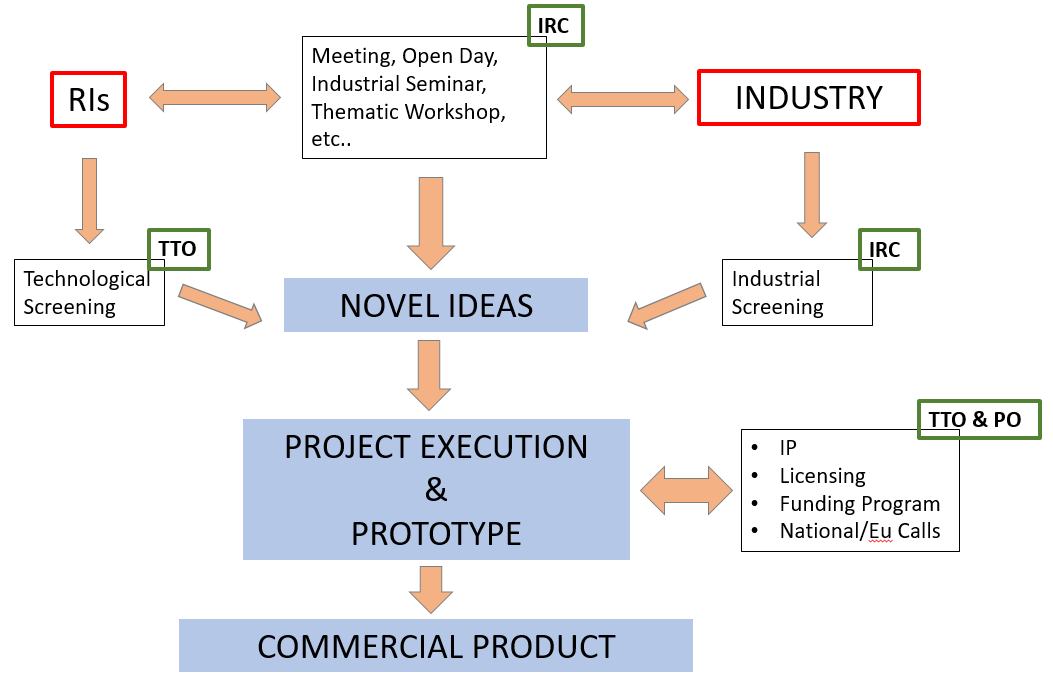 IRC
Meeting, Open Day,
Industrial Seminar,
Thematic Workshop,
etc..
RIs
INDUSTRY
TTO
Technological
Screening
IRC
Industrial
Screening
NOVEL IDEAS
PROJECT EXECUTION
&
PROTOTYPE
TTO & PO
• IP
• Licensing
• Funding Program
• National/Eu Calls
COMMERCIAL PRODUCT